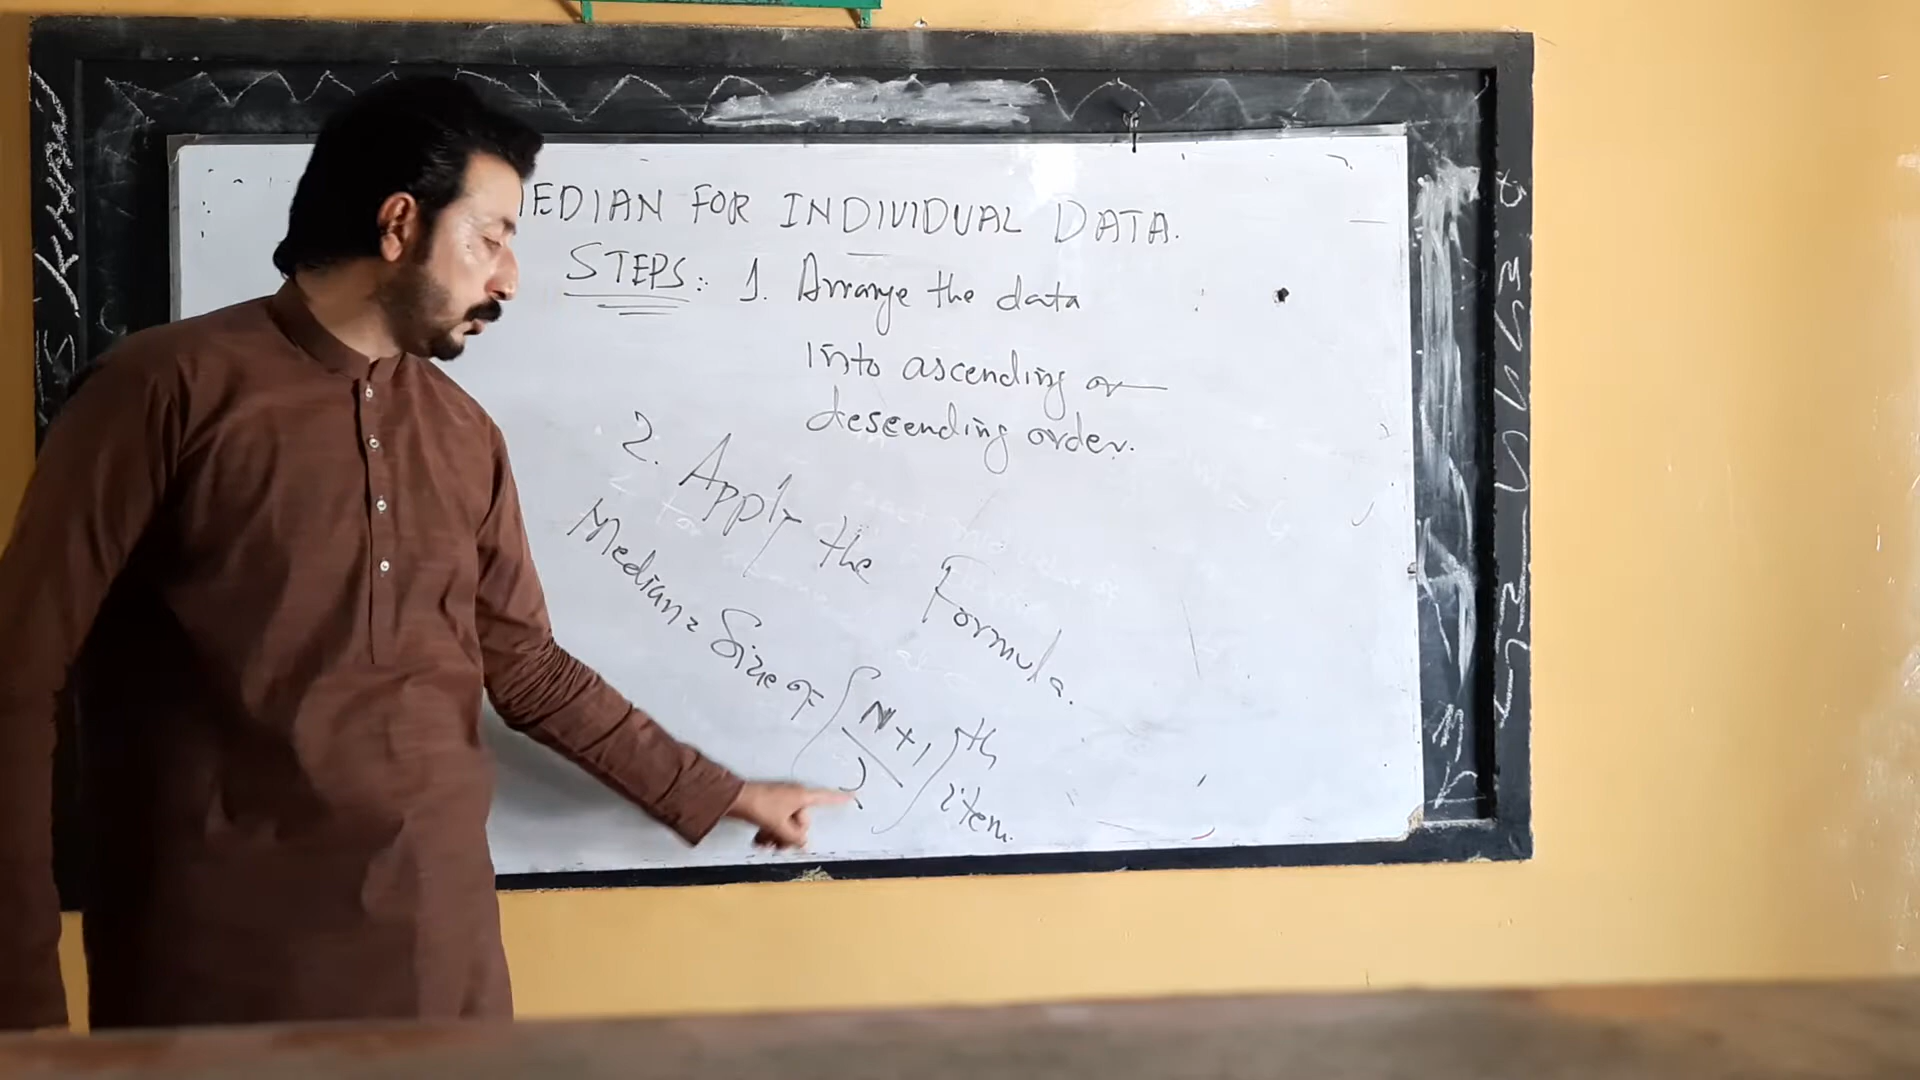 MEDIAN FOR INDIVIDUAL DATA.
STEPS: 1. Arrange the data
into ascending or
descending order.
2. Apply the Formula.
Median = Size of (N+1/2)th item.